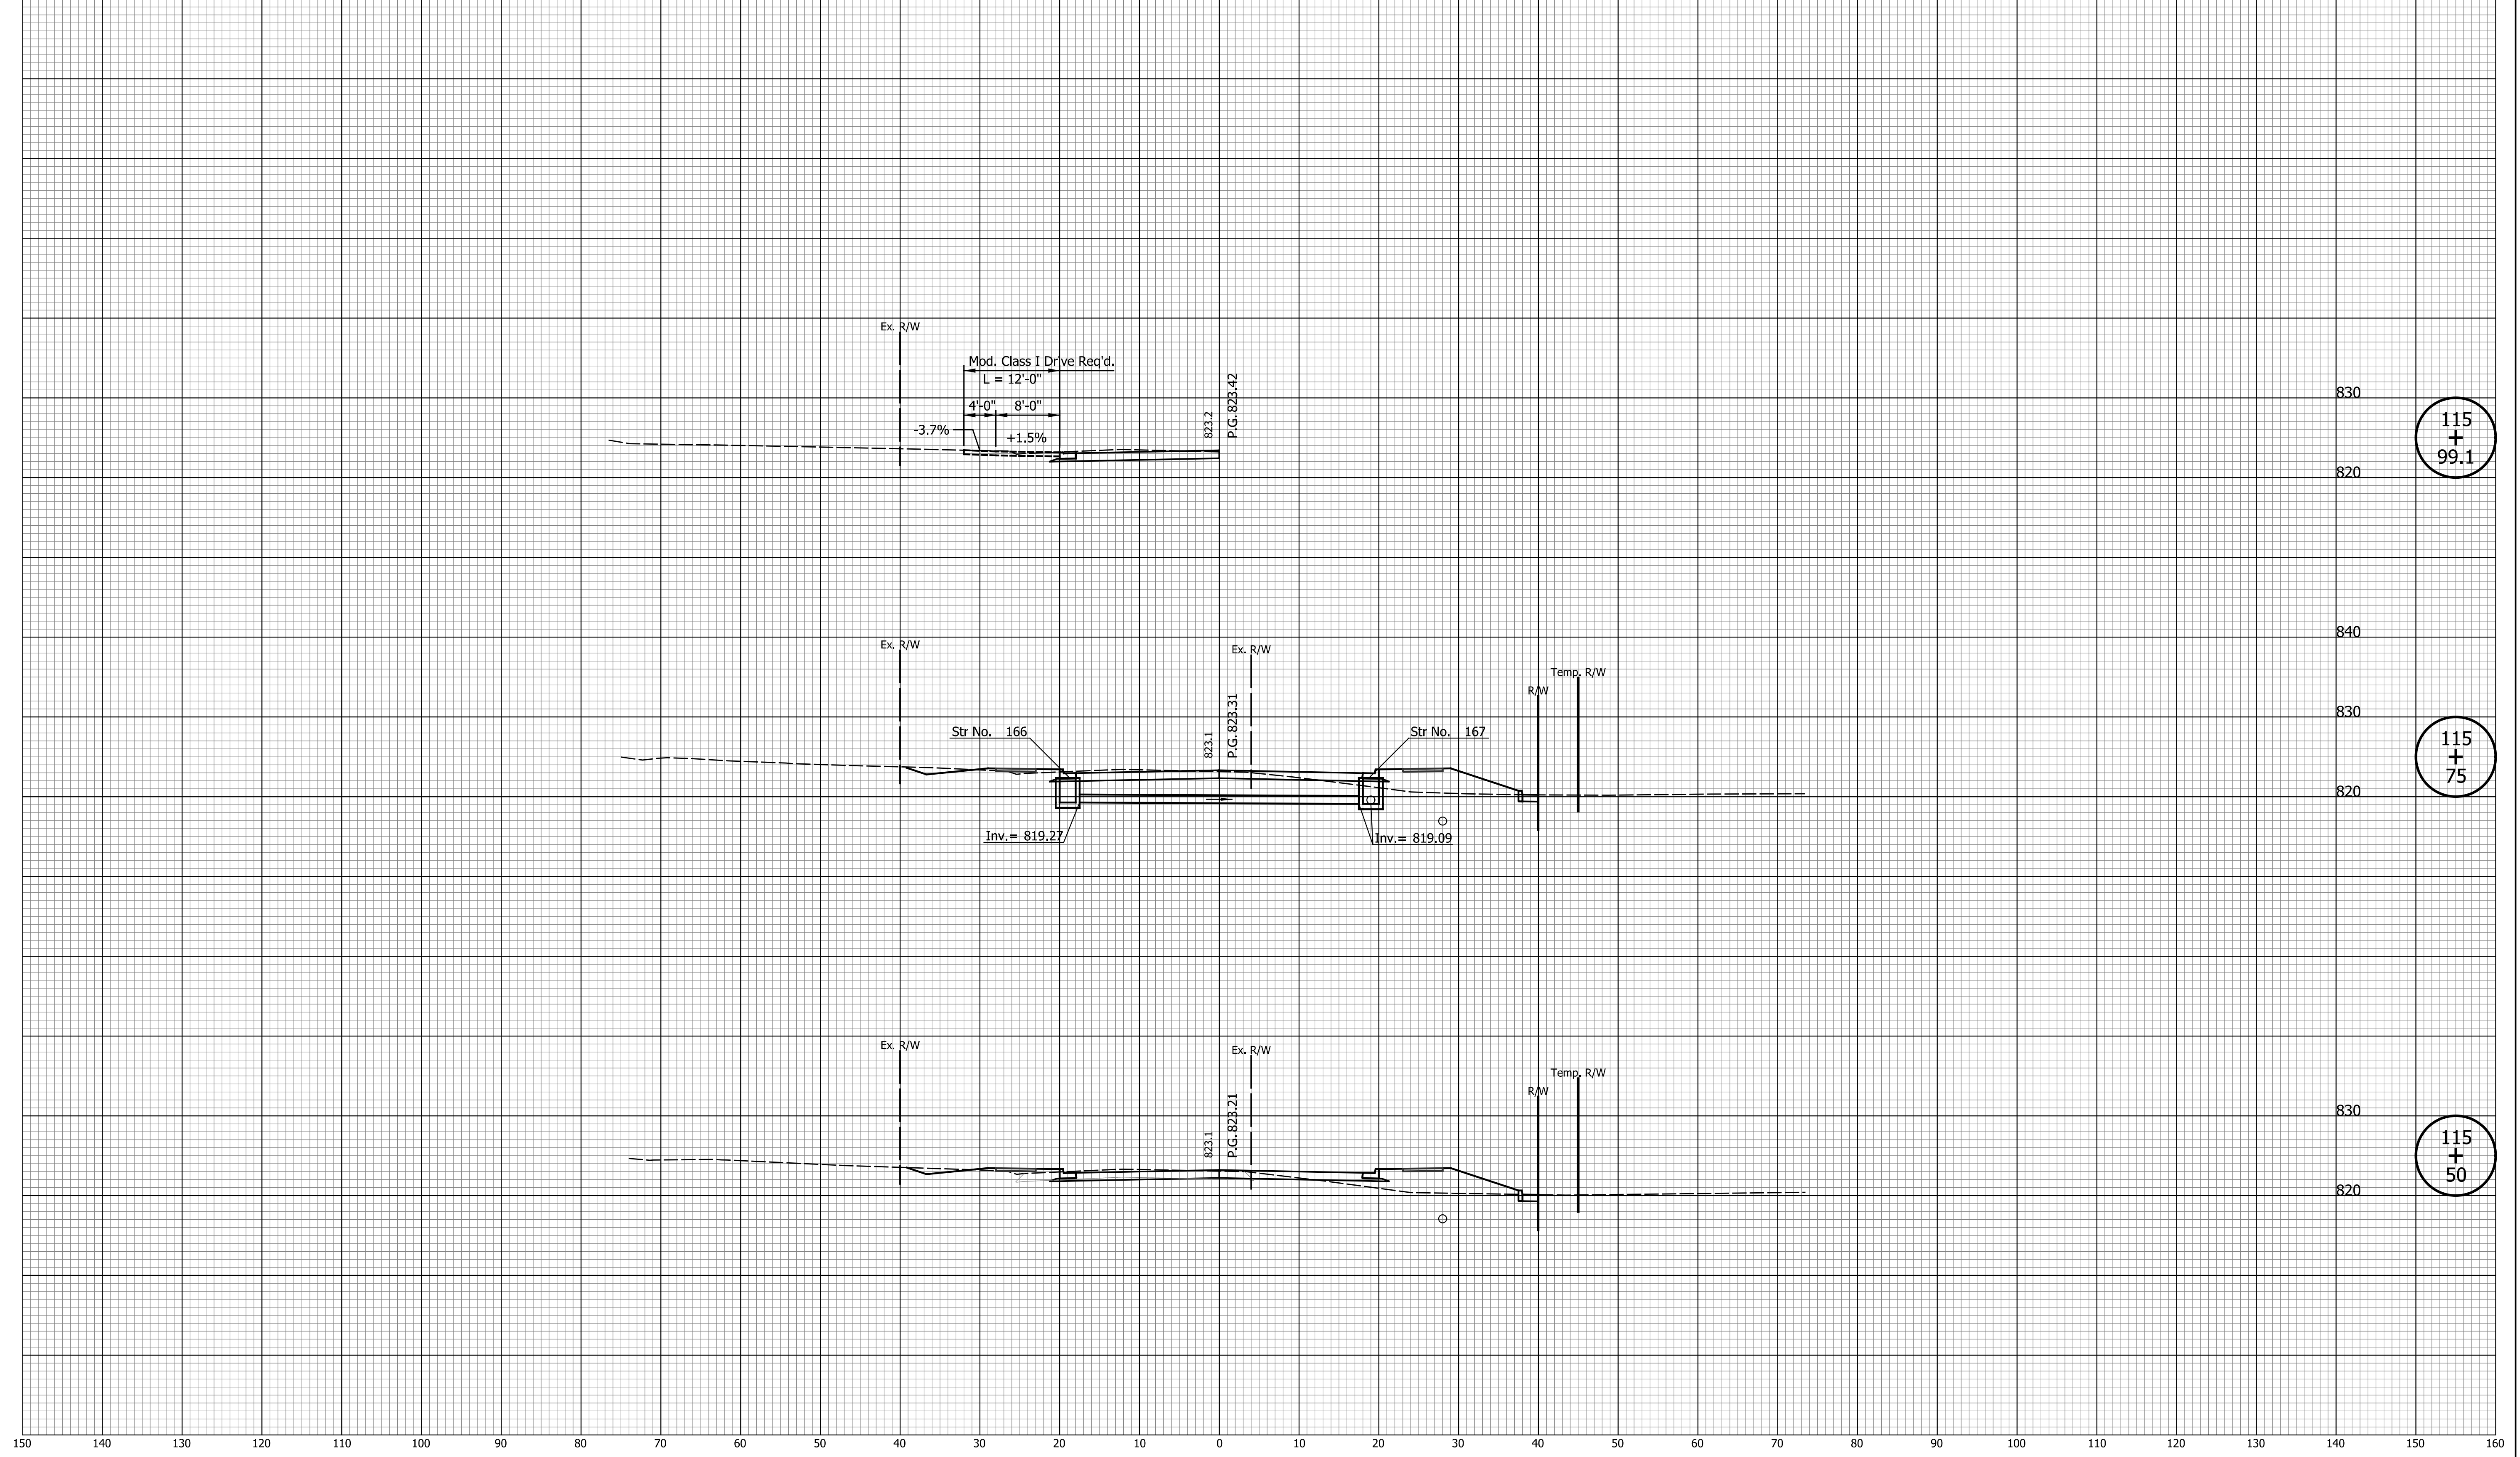 Ex. R/W
Mod. Class I Drive Req'd.
L = 12'-0"
4'-0" 8'-0"
-3.7%
+1.5%
823.2
P.G. 823.42
830
820
115
+
99.1
840
Ex. R/W
Ex. R/W
Temp. R/W
R/W
Str No. 166
823.1
P.G. 823.31
Str No. 167
Inv.= 819.27
Inv.= 819.09
830
820
115
+
75
Ex. R/W
Ex. R/W
Temp. R/W
R/W
823.1
P.G. 823.21
830
820
115
+
50
150 140 130 120 110 100 90 80 70 60 50 40 30 20 10 0 10 20 30 40 50 60 70 80 90 100 110 120 130 140 150 160